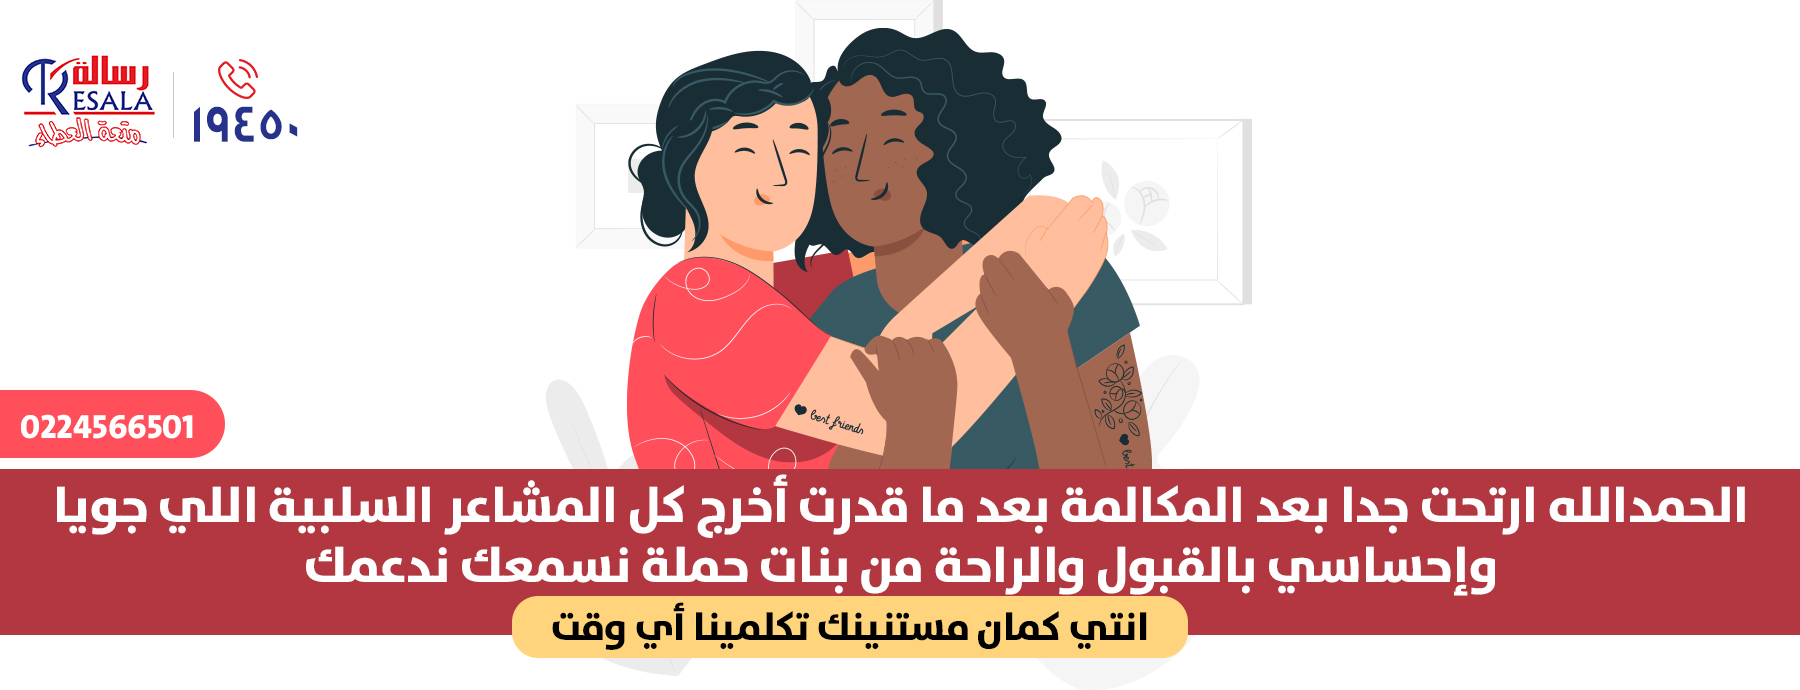 رسالة
RESALA
متعة العطاء
١٩٤٥٠
best friends
best
0224566501
الحمدالله ارتحت جدا بعد المكالمة بعد ما قدرت أخرج كل المشاعر السلبية اللي جويا
وإحساسي بالقبول والراحة من بنات حملة نسمعك ندعمك
انتي كمان مستنينك تكلمينا أي وقت